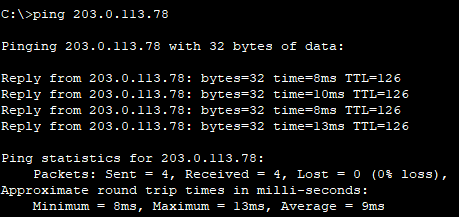 C:\>ping 203.0.113.78
Pinging 203.0.113.78 with 32 bytes of data:
Reply from 203.0.113.78: bytes=32 time=8ms TTL=126
Reply from 203.0.113.78: bytes=32 time=10ms TTL=126
Reply from 203.0.113.78: bytes=32 time=8ms TTL=126
Reply from 203.0.113.78: bytes=32 time=13ms TTL=126
Ping statistics for 203.0.113.78:
    Packets: Sent = 4, Received = 4, Lost = 0 (0% loss),
Approximate round trip times in milli-seconds:
    Minimum = 8ms, Maximum = 13ms, Average = 9ms